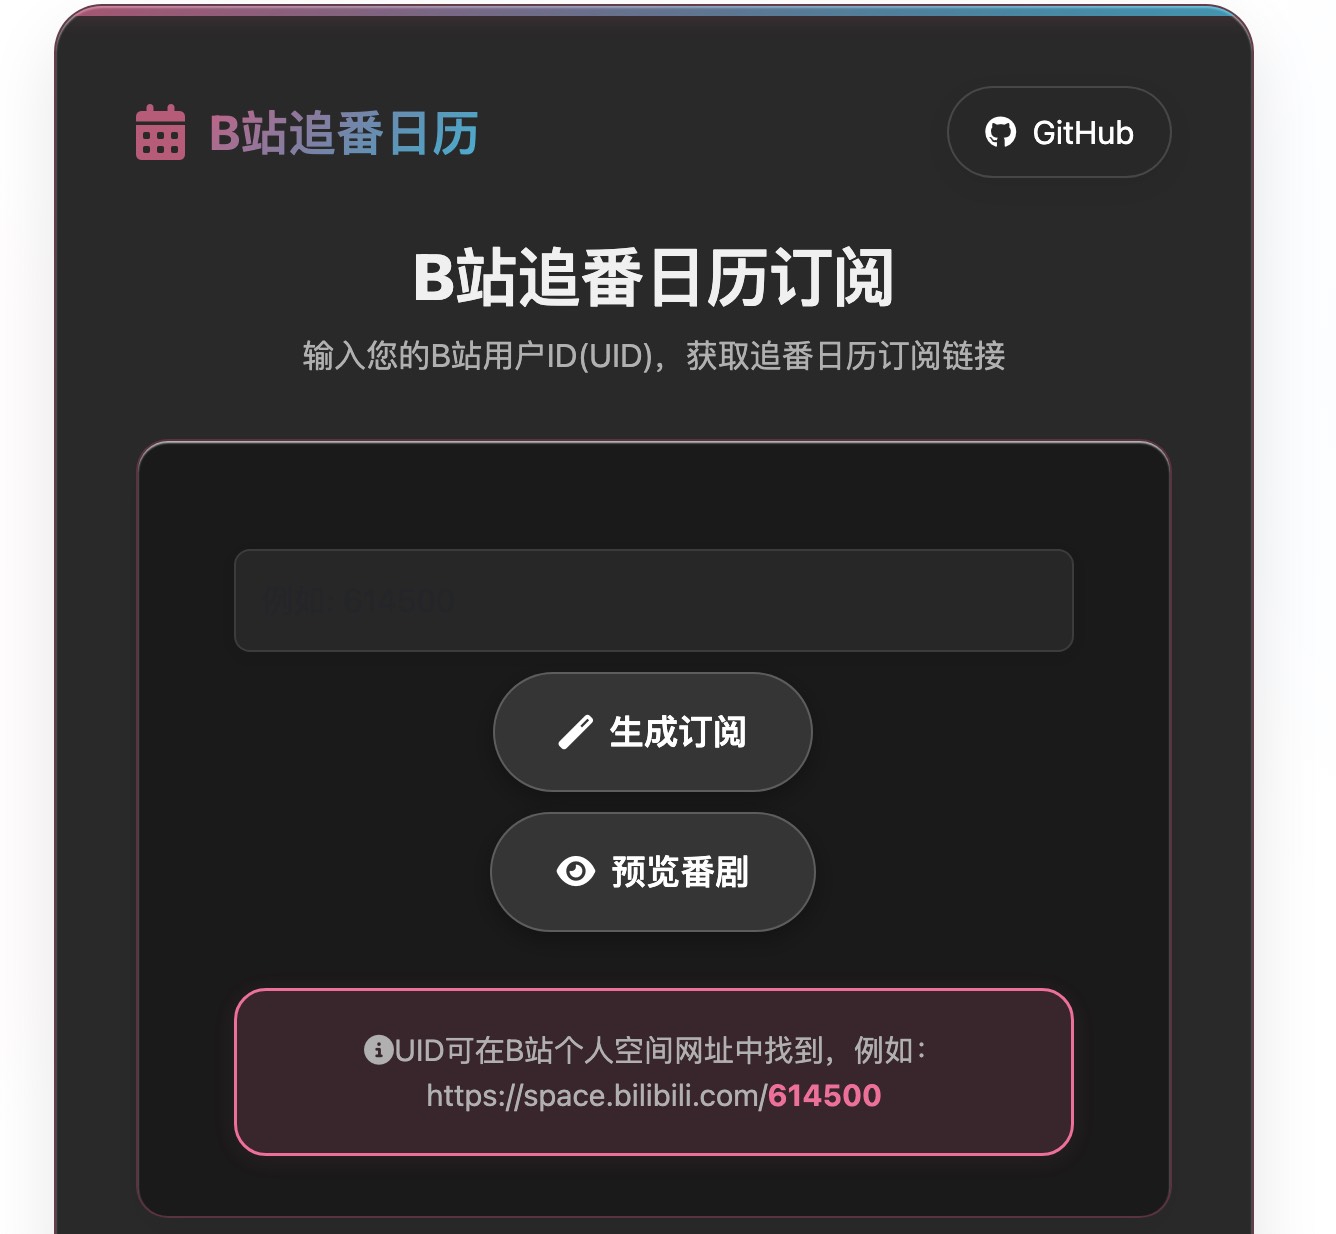 B站追番日历
GitHub
B站追番日历订阅
输入您的B站用户ID(UID)，获取追番日历订阅链接
例如: 614500
生成订阅
预览番剧
UID可在B站个人空间网址中找到，例如：
https://space.bilibili.com/614500